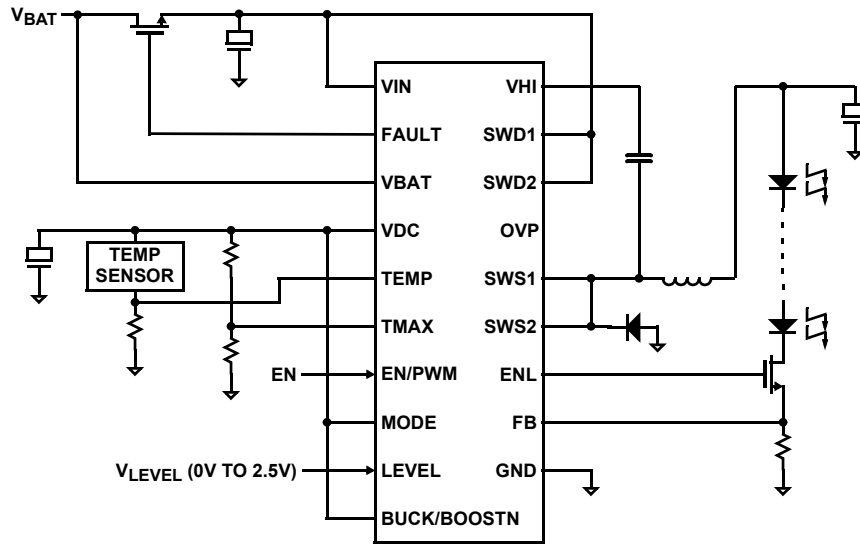 VBAT
VIN
VHI
FAULT
SWD1
VBAT
SWD2
VDC
OVP
TEMP
SENSOR
TEMP
SWS1
TMAX
SWS2
EN
EN/PWM
ENL
MODE
FB
VLEVEL (0V TO 2.5V)
LEVEL
GND
BUCK/BOOSTN